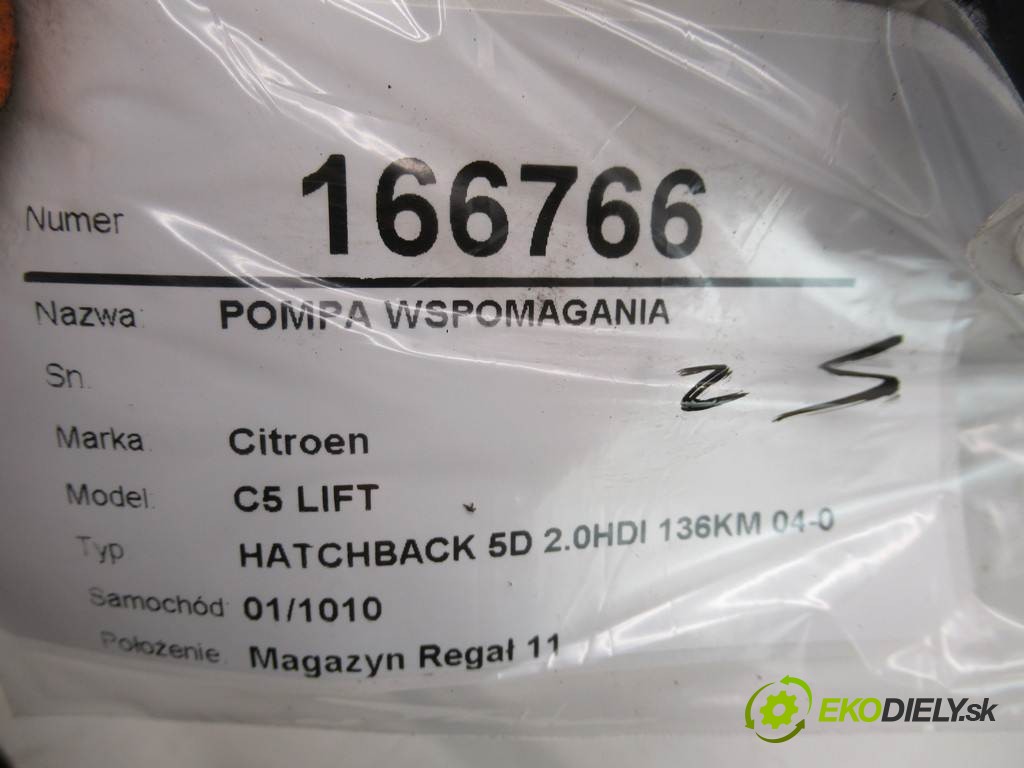 Numer 166766
Nazwa: POMPA WSPOMAGANIA
Sn.
25
Marka Citroen
Model: C5 LIFT
Typ HATCHBACK 5D 2.0HDI 136KM 04-0
Samochód: 01/1010
Położenie. Magazyn Regał 11
EKODIELY.sk